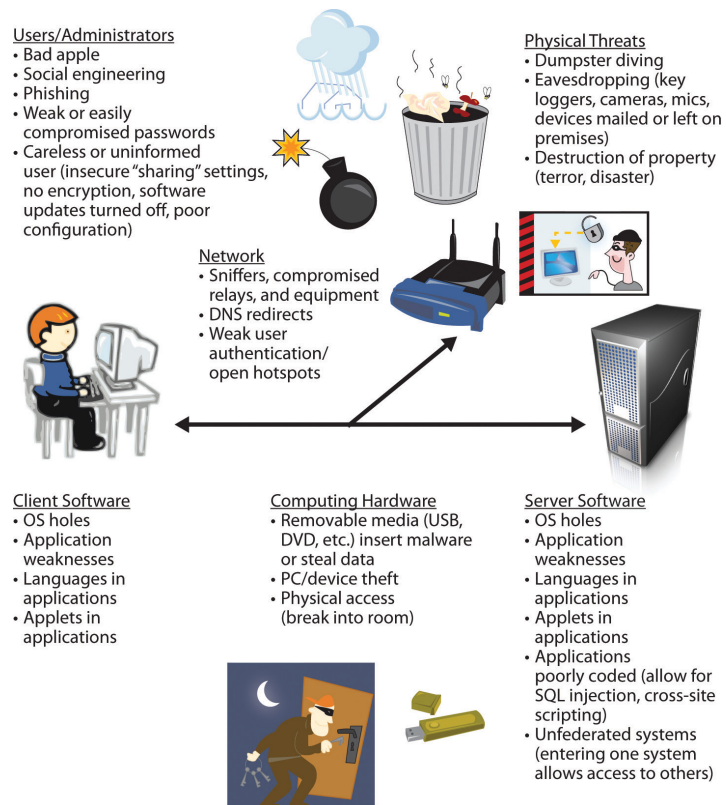 Users/Administrators
• Bad apple
• Social engineering
• Phishing
• Weak or easily
compromised passwords
• Careless or uninformed
user (insecure “sharing” settings,
no encryption, software
updates turned off, poor
configuration)
Physical Threats
• Dumpster diving
• Eavesdropping (key
loggers, cameras, mics,
devices mailed or left on
premises)
• Destruction of property
(terror, disaster)
Network
• Sniffers, compromised
relays, and equipment
• DNS redirects
• Weak user
authentication/
open hotspots
Client Software
• OS holes
• Application
weaknesses
• Languages in
applications
• Applets in
applications
Computing Hardware
• Removable media (USB,
DVD, etc.) insert malware
or steal data
• PC/device theft
• Physical access
(break into room)
Server Software
• OS holes
• Application
weaknesses
• Languages in
applications
• Applets in
applications
• Applications
poorly coded (allow for
SQL injection, cross-site
scripting)
• Unfederated systems
(entering one system
allows access to others)